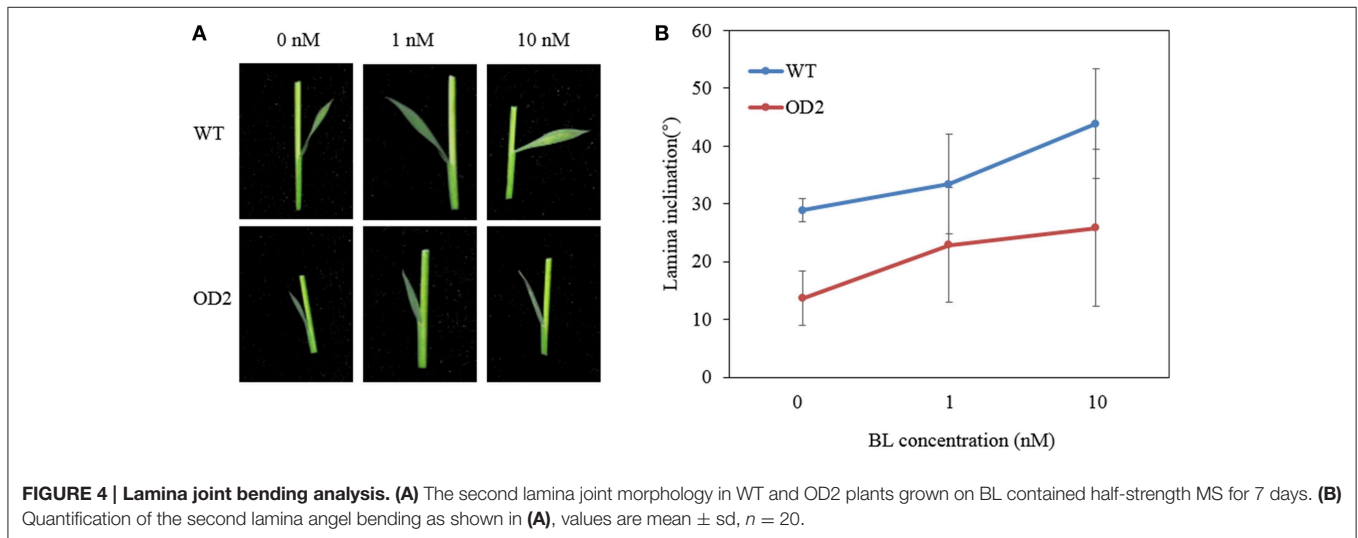 A
0 nM 1 nM 10 nM
WT
OD2
B
60
50
40
30
20
10
0
Lamina inclination(°)
WT
OD2
0 1 10
BL concentration (nM)
FIGURE 4 | Lamina joint bending analysis. (A) The second lamina joint morphology in WT and OD2 plants grown on BL contained half-strength MS for 7 days. (B)
Quantification of the second lamina angel bending as shown in (A), values are mean ± sd, n = 20.